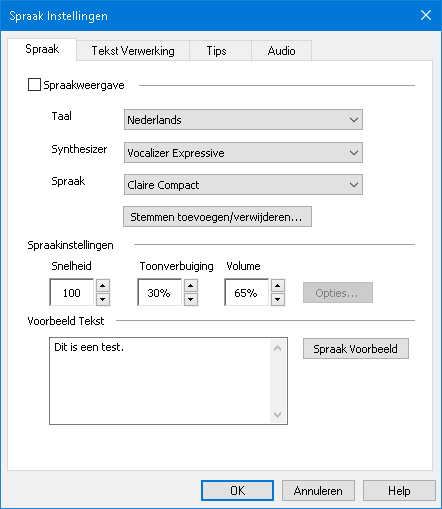 Spraak Instellingen
Spraak Tekst Verwerking Tips Audio
Spraakweergave
Taal Nederlands
Synthesizer Vocalizer Expressive
Spraak Claire Compact
Stemmen toevoegen/verwijderen...
Spraakinstellingen
Snelheid Toonverbuiging Volume
100 30% 65% Opties...
Voorbeeld Tekst
Dit is een test. Spraak Voorbeeld
OK Annuleren Help